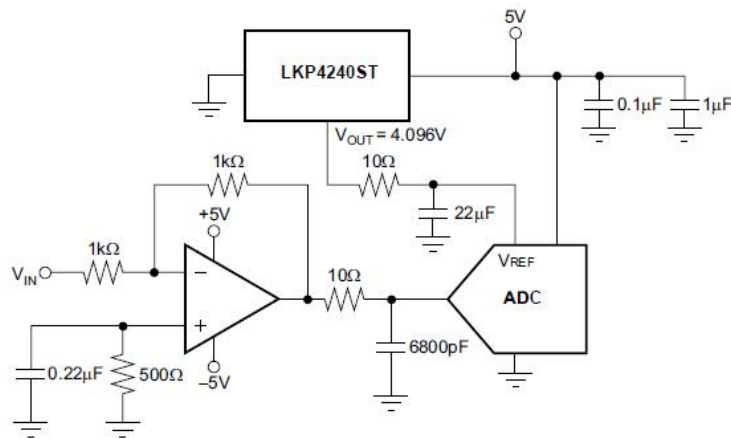 5V
LKP4240ST
0.1µF
1µF
VOUT = 4.096V
1kΩ
10Ω
22µF
+5V
1kΩ
VIN
–
10Ω
VREF
ADC
+
6800pF
0.22µF
500Ω
–5V